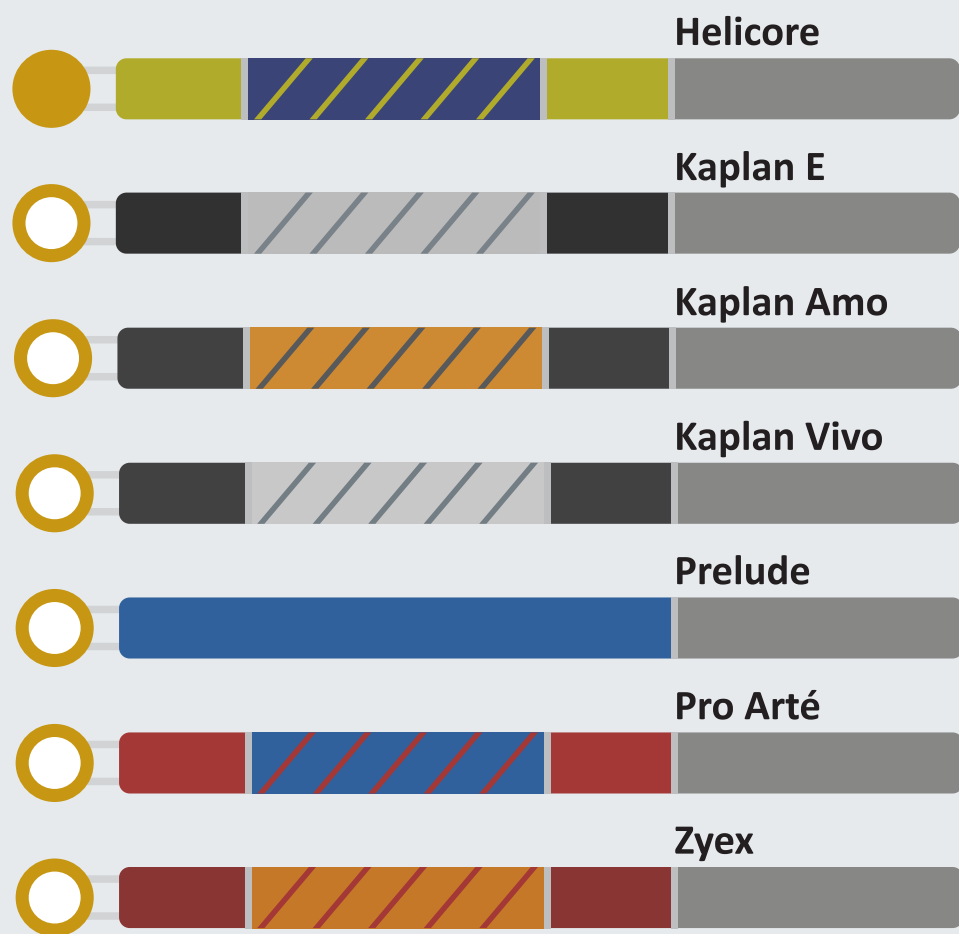 Helicore
Kaplan E
Kaplan Amo
Kaplan Vivo
Prelude
Pro Arté
Zyex